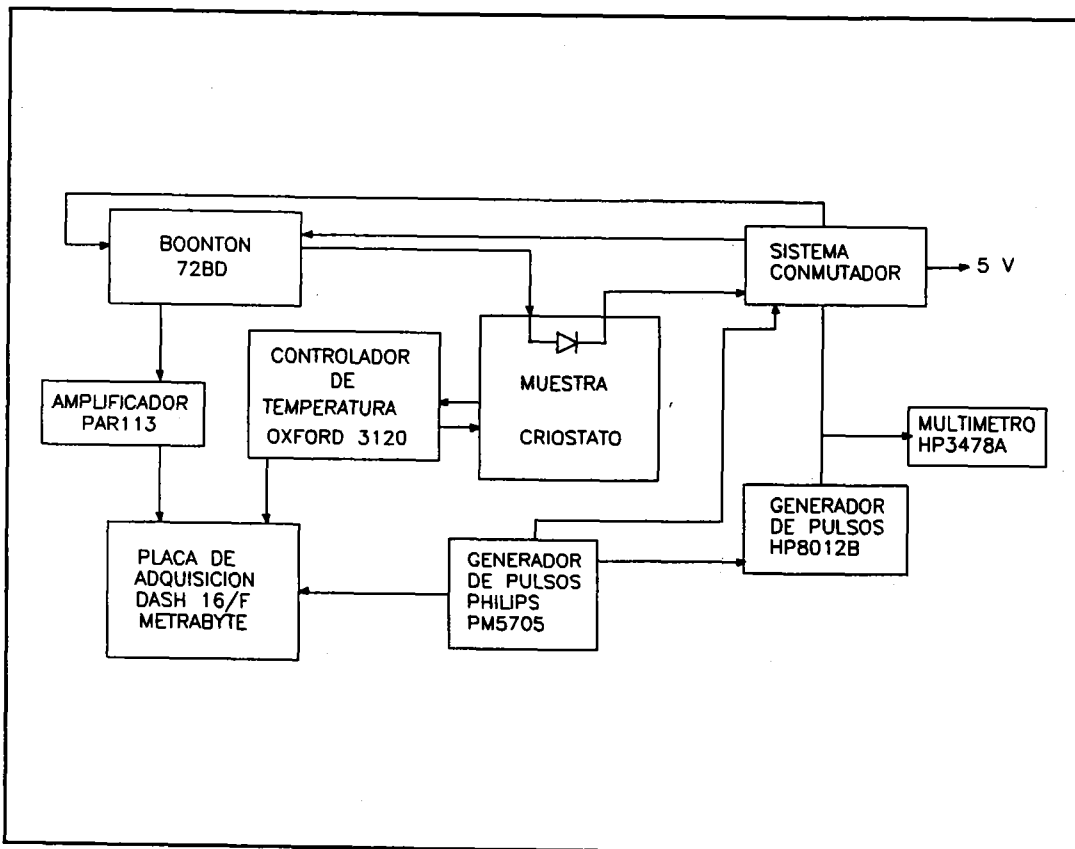 BOONTON
72BD
SISTEMA
CONMUTADOR
5 V
CONTROLADOR
DE
TEMPERATURA
OXFORD 3120
MUESTRA
CRIOSTATO
AMPLIFICADOR
PAR113
MULTIMETRO
HP3478A
GENERADOR
DE PULSOS
HP8012B
PLACA DE
ADQUISICION
DASH 16/F
METRABYTE
GENERADOR
DE PULSOS
PHILIPS
PM5705